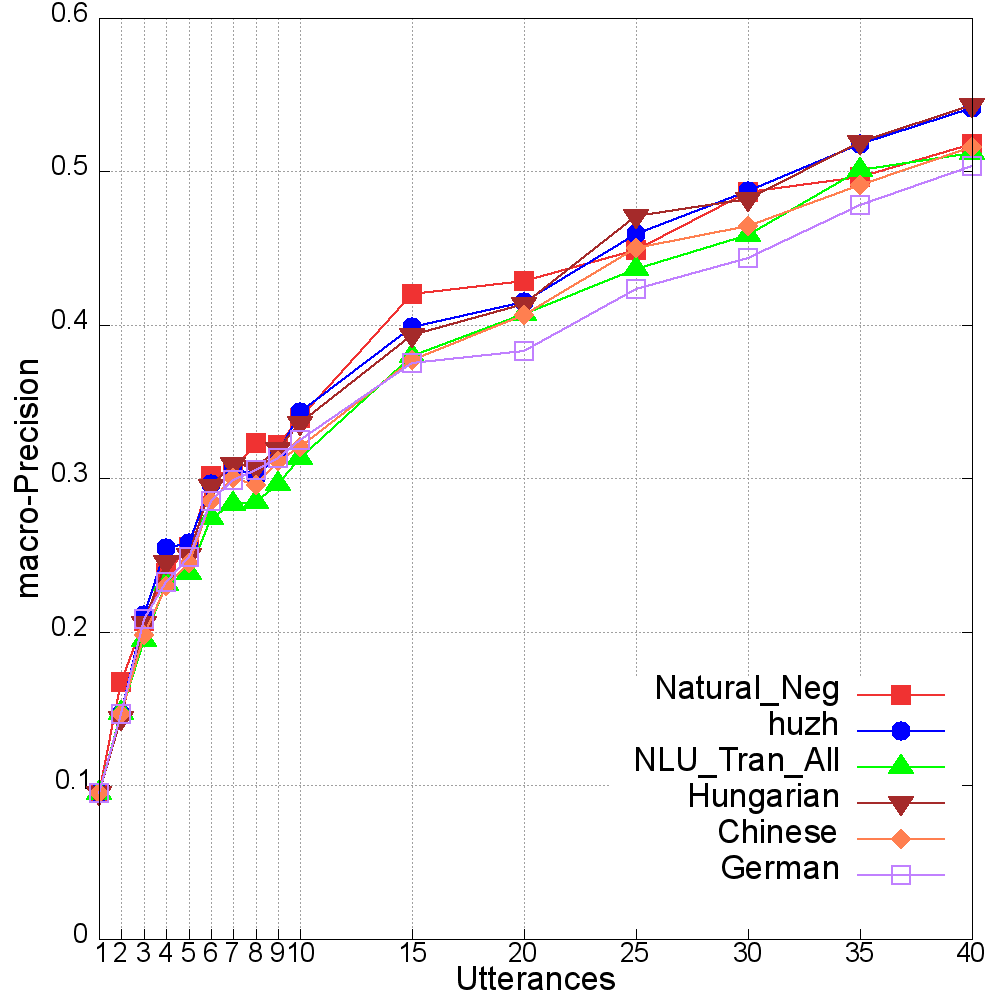 0.6
0.5
0.4
0.3
0.2
0.1
0
macro-Precision
Natural_Neg
huzh
NLU_Tran_All
Hungarian
Chinese
German
1 2 3 4 5 6 7 8 9 10 15 20 25 30 35 40
Utterances